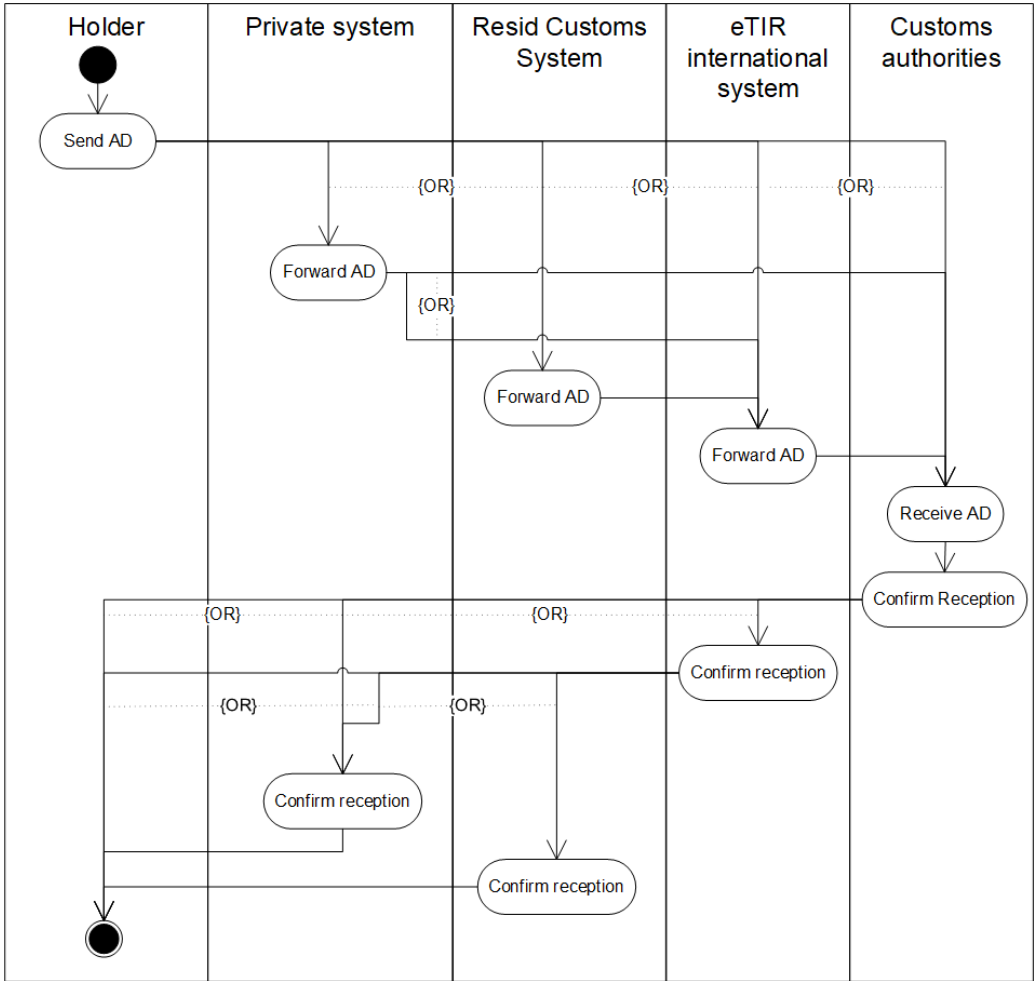 Holder
Private system
Resid Customs
System
eTIR
international
system
Customs
authorities
Send AD
{OR}
{OR}
{OR}
Forward AD
{OR}
Forward AD
Forward AD
Receive AD
Confirm Reception
{OR}
{OR}
Confirm reception
{OR}
{OR}
Confirm reception
Confirm reception